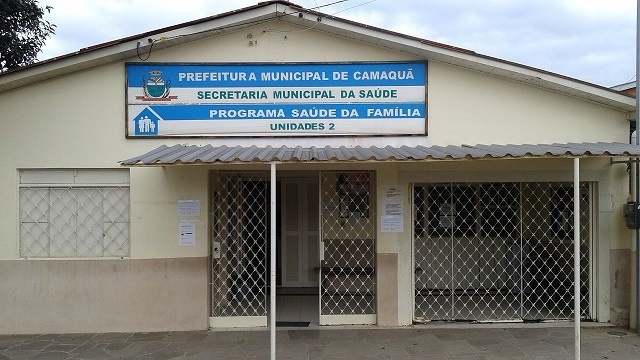 PREFEITURA MUNICIPAL DE CAMAQUÃ
SECRETARIA MUNICIPAL DA SAÚDE
PROGRAMA SAÚDE DA FAMÍLIA
UNIDADES 2